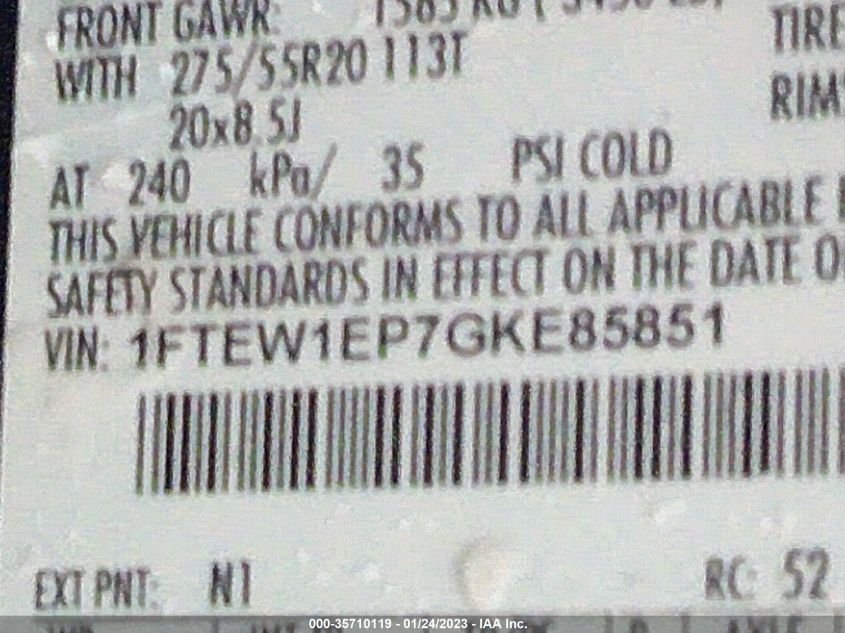 FRONT GAWR:
TIRE
WITH 275/55R20 113T
RIM
20x8.5J
AT 240 kPa/ 35 PSI COLD
THIS VEHICLE CONFORMS TO ALL APPLICABLE
SAFETY STANDARDS IN EFFECT ON THE DATE
VIN: 1FTEW1EP7GKE85851
EXT PNT: N1 RC: 52
000-35710119 - 01/24/2023 - IAA Inc.